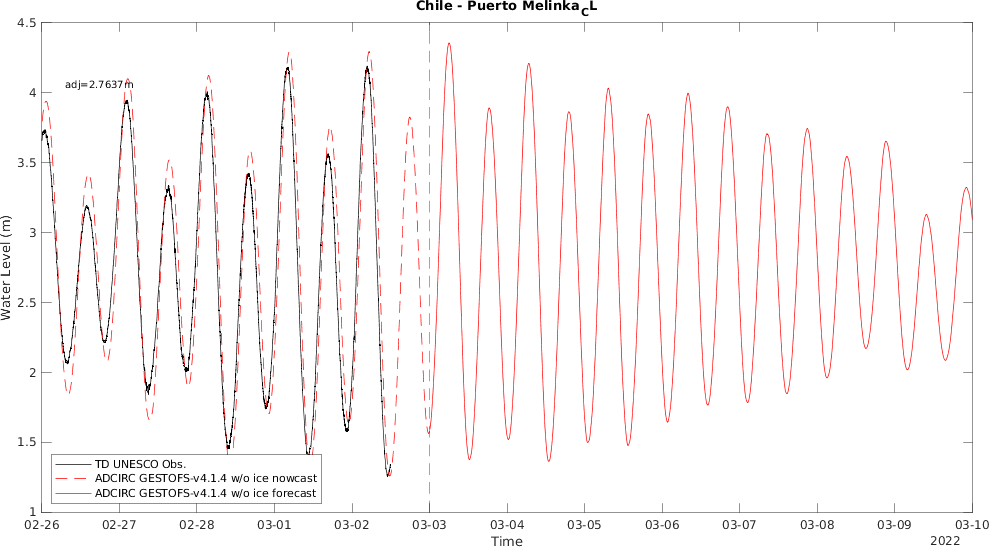 Chile - Puerto Melinka_CL
adj=2.7637m
Water Level (m)
4.5
4
3.5
3
2.5
2
1.5
1
TD UNESCO Obs.
ADCIRC GESTOFS-v4.1.4 w/o ice nowcast
ADCIRC GESTOFS-v4.1.4 w/o ice forecast
02-26 02-27 02-28 03-01 03-02 03-03 03-04 03-05 03-06 03-07 03-08 03-09 03-10
Time
2022